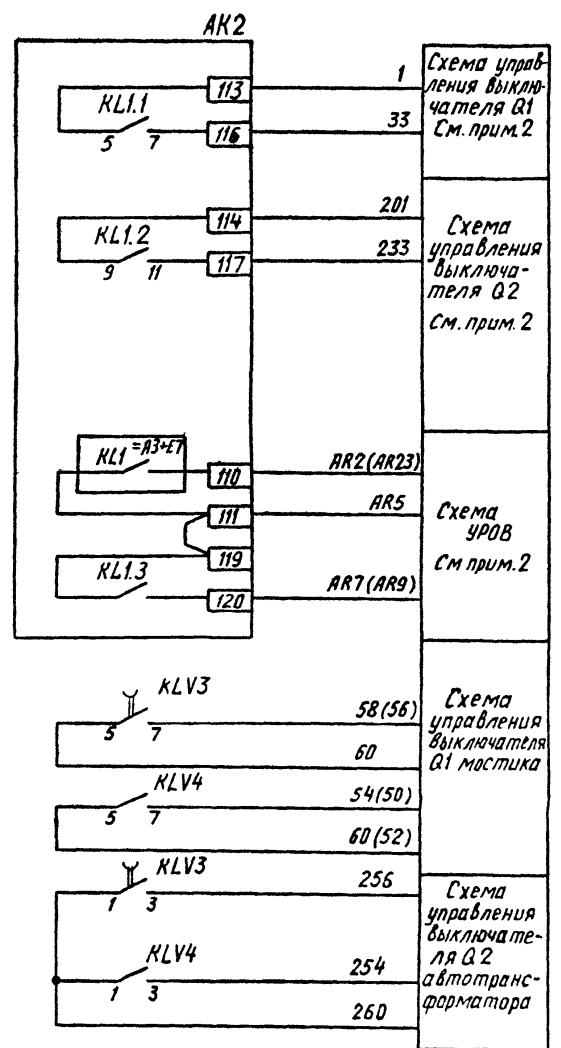 АК2
KL1.1
5 7
113
116
1
33
Схема управ-
ления выклю-
чателя Q1
См. прим. 2
KL1.2
9 11
114
117
201
233
Схема
управления
выключа-
теля Q2
См. прим. 2
KL1 =A3+E7
110
111
119
KL1.3
120
AR2(AR23)
AR5
AR7(AR9)
Схема
УРОВ
См прим. 2
KLV3
5 7
58(56)
60
KLV4
5 7
54(50)
60(52)
Схема
управления
выключателя
Q1 мостика
KLV3
1 3
256
KLV4
1 3
254
260
Схема
управления
выключате-
ля Q2
автотранс-
форматора